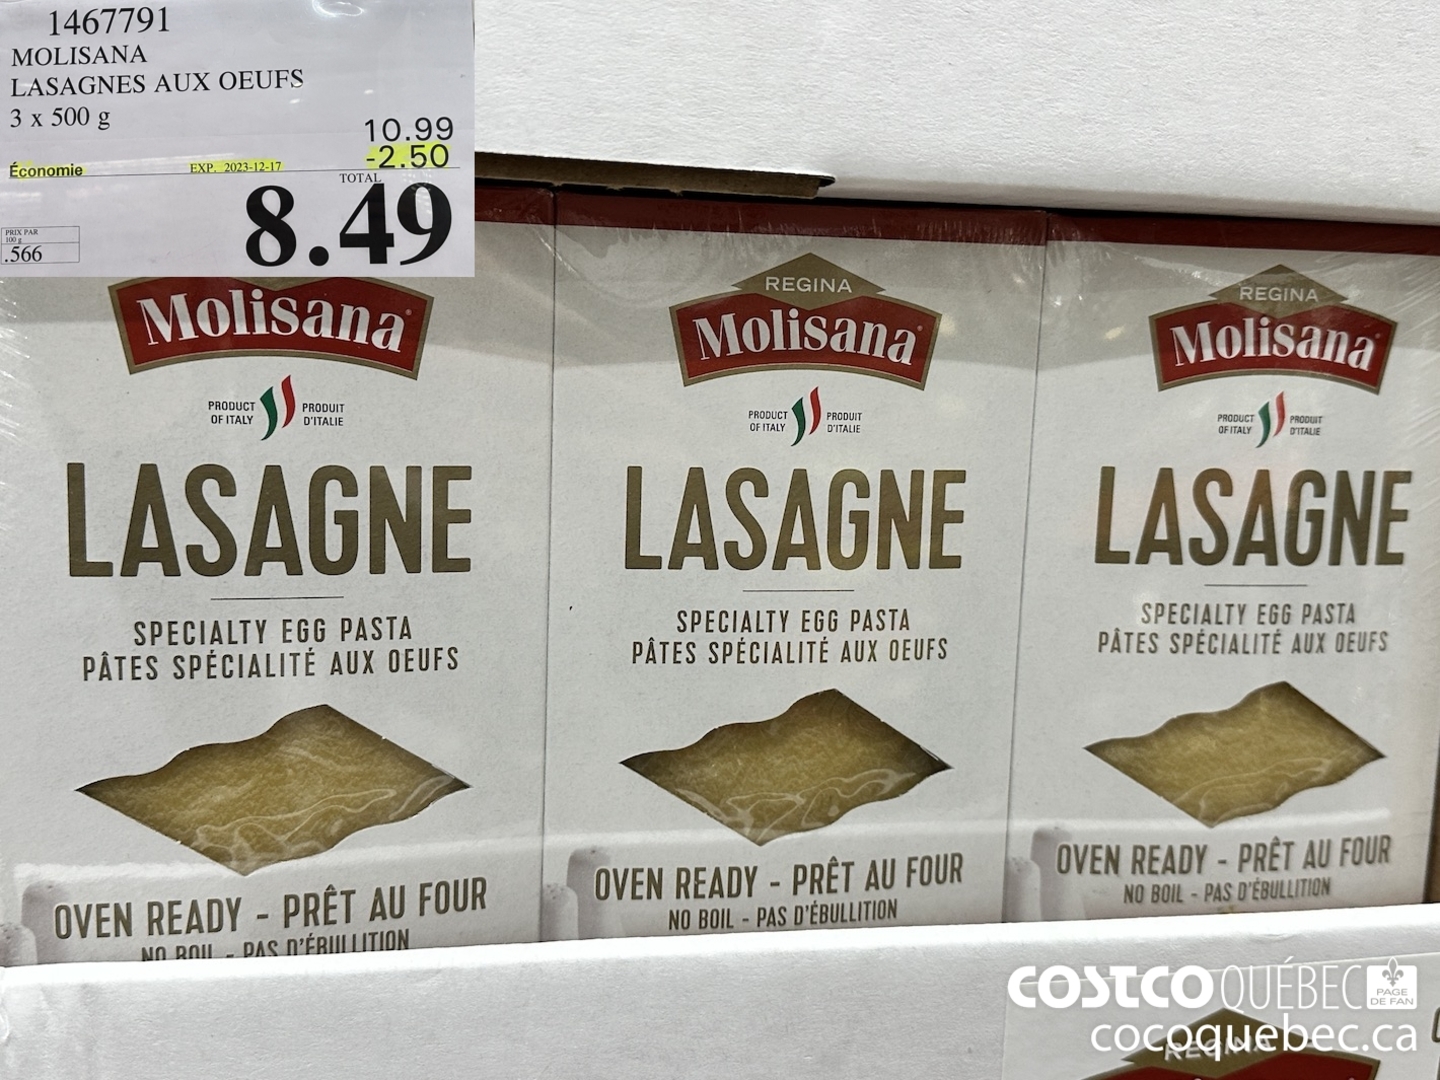 1467791
MOLISANA
LASAGNES AUX OEUFS
3 x 500 g
10.99
-2.50
Économie
EXP. 2023-12-17
TOTAL
8.49
PRIX PAR
100 g
.566
Molisana
PRODUCT OF ITALY
PRODUIT D'ITALIE
LASAGNE
SPECIALTY EGG PASTA
PÂTES SPÉCIALITÉ AUX OEUFS
OVEN READY - PRÊT AU FOUR
NO BOIL - PAS D'ÉBULLITION
REGINA
Molisana
PRODUCT OF ITALY
PRODUIT D'ITALIE
LASAGNE
SPECIALTY EGG PASTA
PÂTES SPÉCIALITÉ AUX OEUFS
OVEN READY - PRÊT AU FOUR
NO BOIL - PAS D'ÉBULLITION
REGINA
Molisana
PRODUCT OF ITALY
PRODUIT D'ITALIE
LASAGNE
SPECIALTY EGG PASTA
PÂTES SPÉCIALITÉ AUX OEUFS
OVEN READY - PRÊT AU FOUR
NO BOIL - PAS D'ÉBULLITION
COSTCO QUÉBEC
PAGE
DE FAN
cocoquebec.ca
REGINA